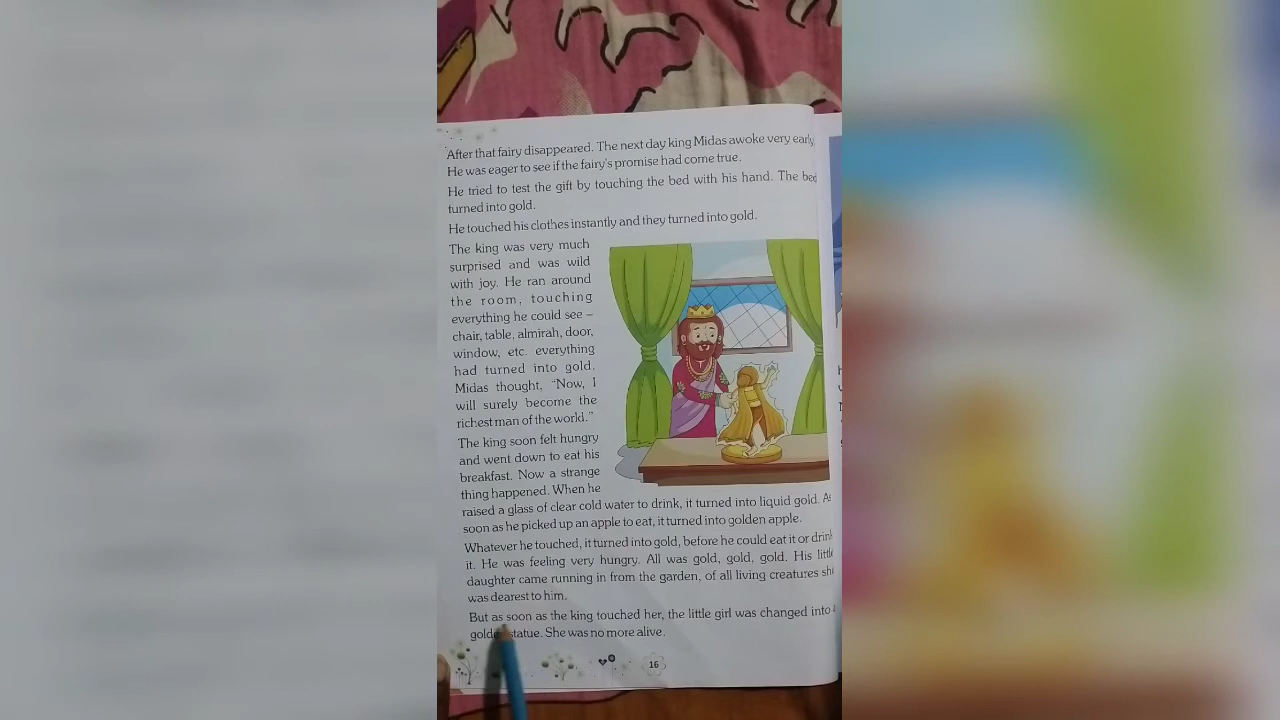 After that fairy disappeared. The next day king Midas awoke very early.
He was eager to see if the fairy's promise had come true.
He tried to test the gift by touching the bed with his hand. The bed
turned into gold.
He touched his clothes instantly and they turned into gold.
The king was very much
surprised and was wild
with joy. He ran around
the room, touching
everything he could see –
chair, table, almirah, door,
window, etc. everything
had turned into gold.
Midas thought, "Now, I
will surely become the
richest man of the world."
The king soon felt hungry
and went down to eat his
breakfast. Now a strange
thing happened. When he
raised a glass of clear cold water to drink, it turned into liquid gold. As
soon as he picked up an apple to eat, it turned into golden apple.
Whatever he touched, it turned into gold, before he could eat it or drink
it. He was feeling very hungry. All was gold, gold, gold. His little
daughter came running in from the garden, of all living creatures she
was dearest to him.
But as soon as the king touched her, the little girl was changed into a
golden statue. She was no more alive.
16